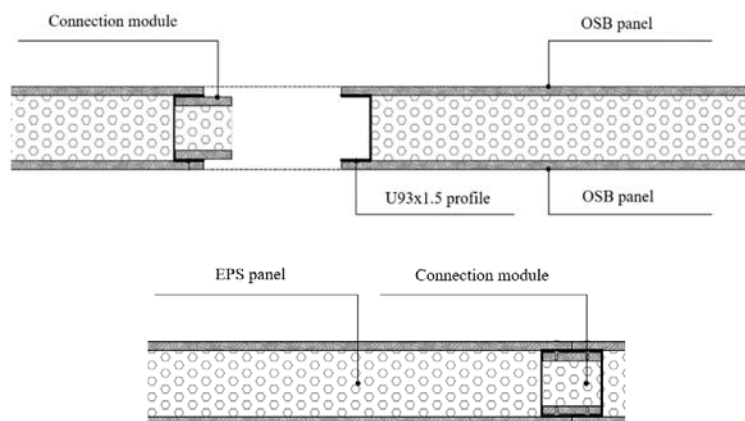 Connection module
OSB panel
U93x1.5 profile
OSB panel
EPS panel
Connection module